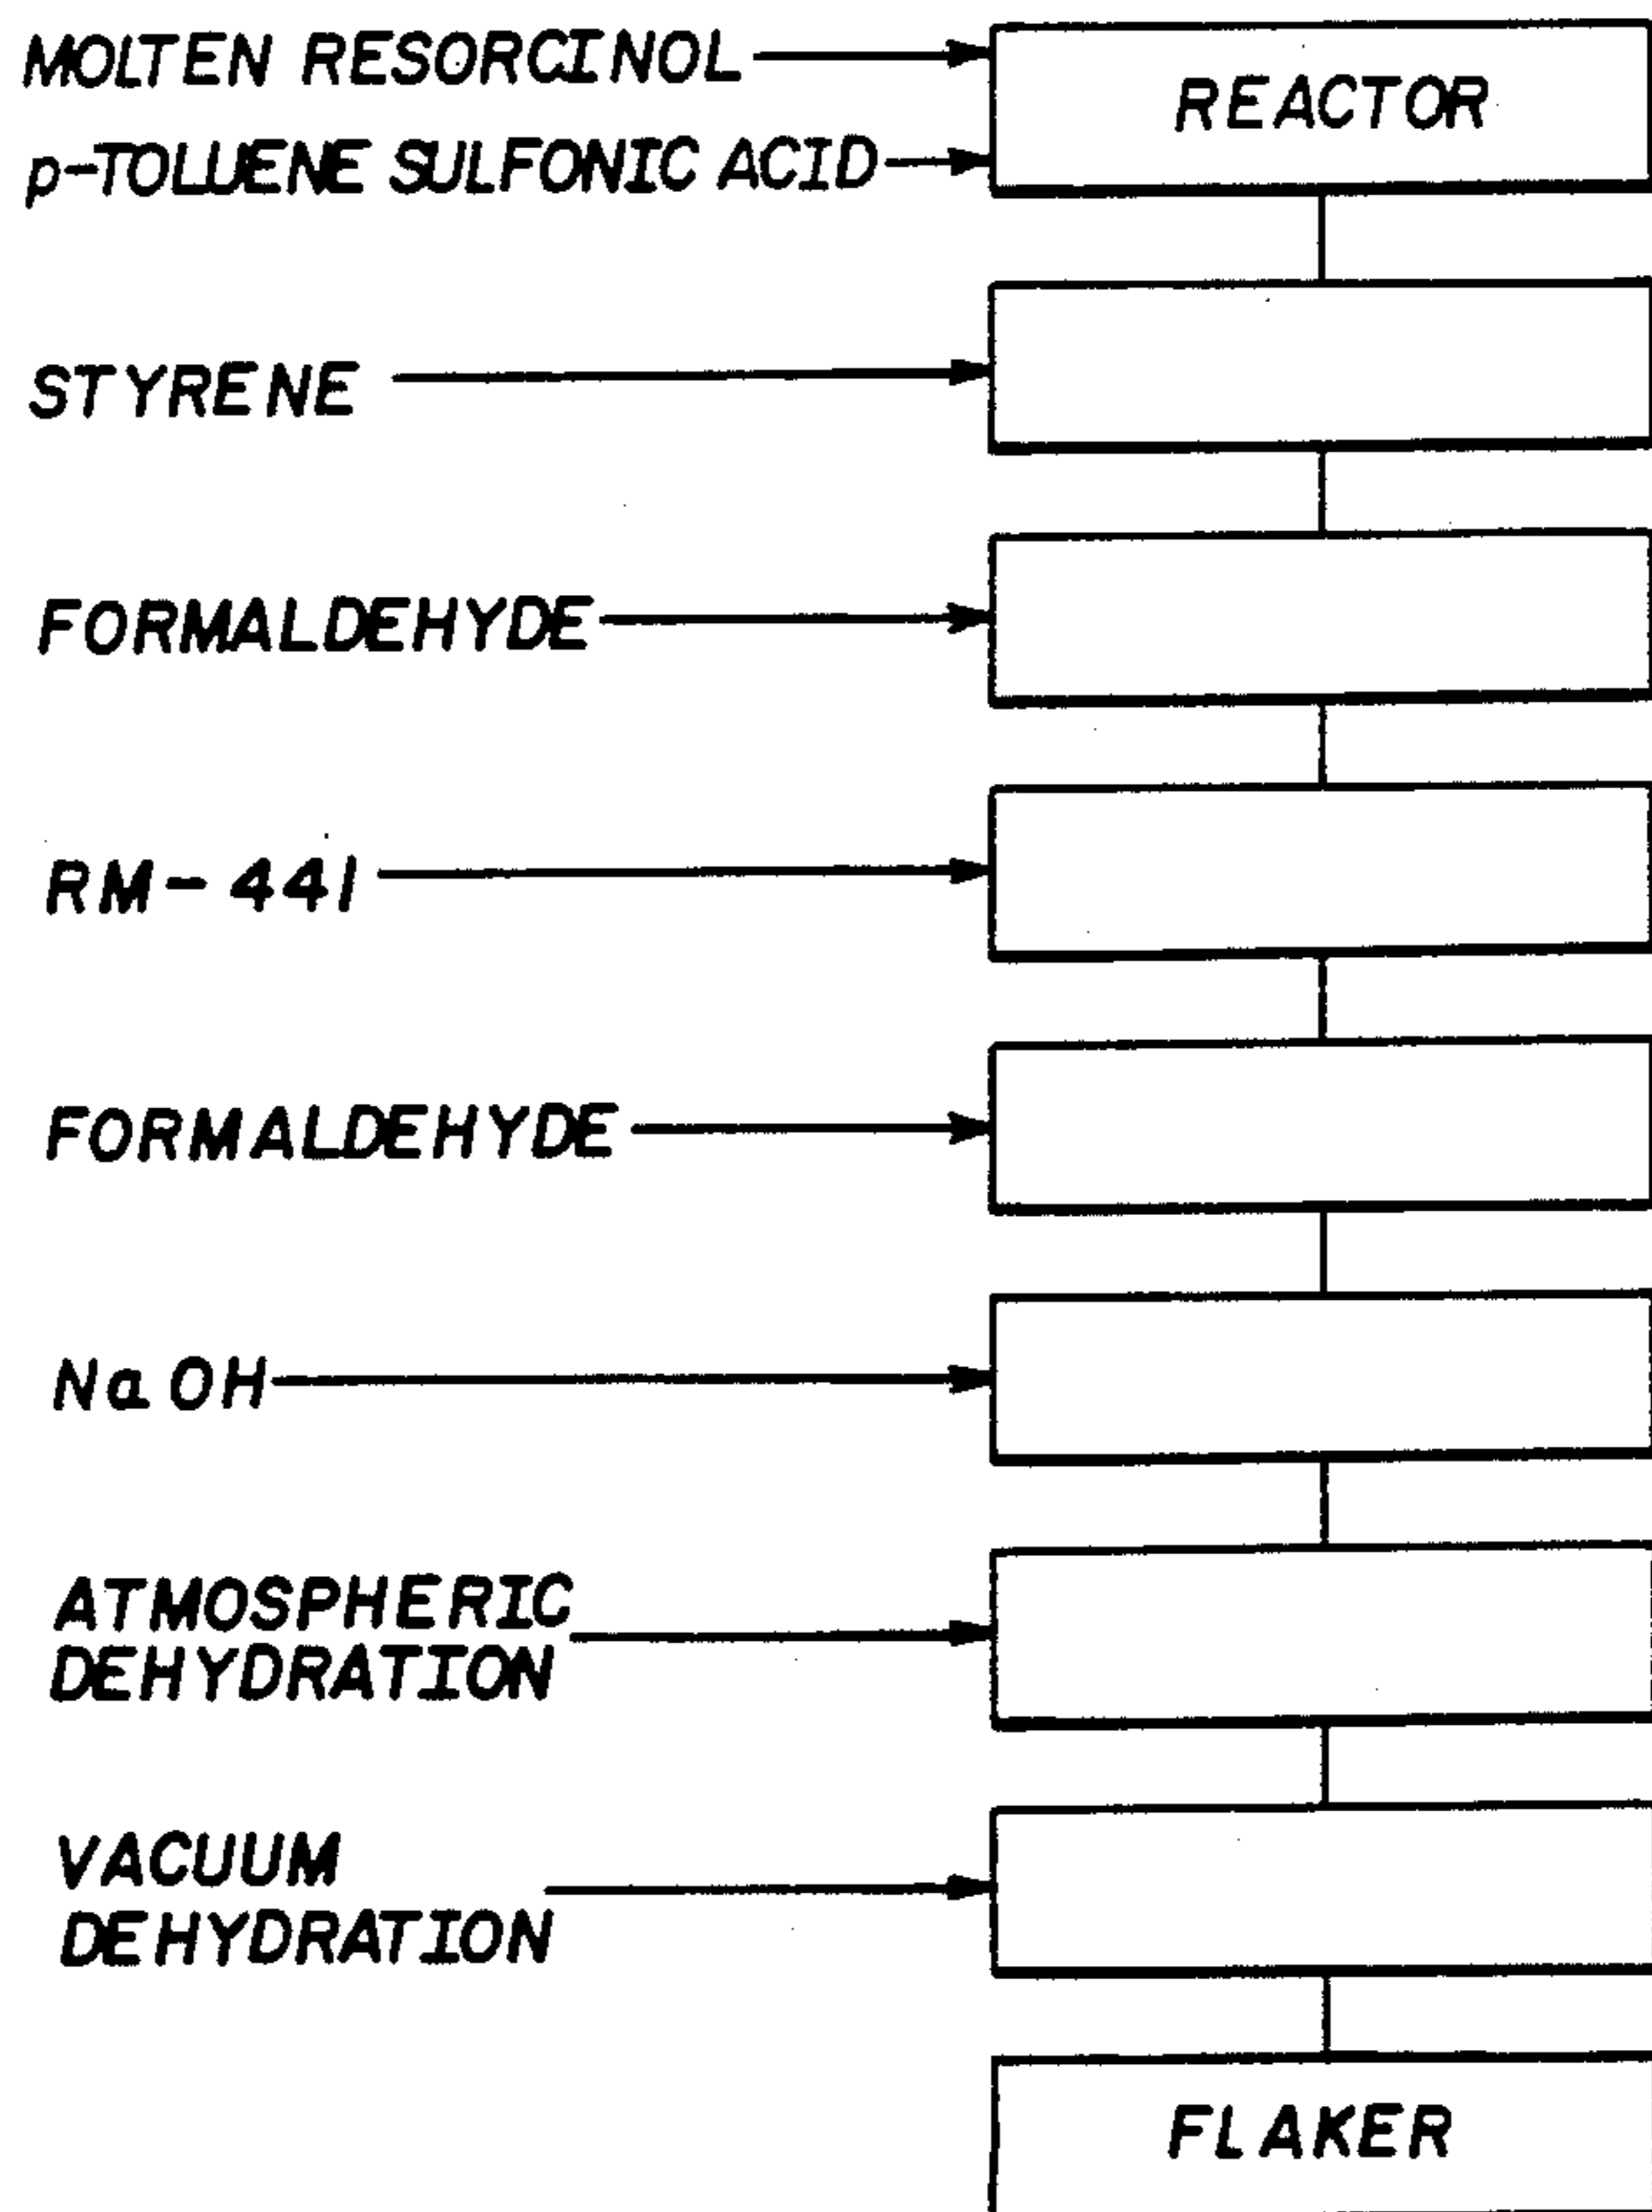 MOLTEN RESORCINOL
REACTOR
p-TOLUENE SULFONIC ACID
STYRENE
FORMALDEHYDE
RM-441
FORMALDEHYDE
NaOH
ATMOSPHERIC
DEHYDRATION
VACUUM
DEHYDRATION
FLAKER